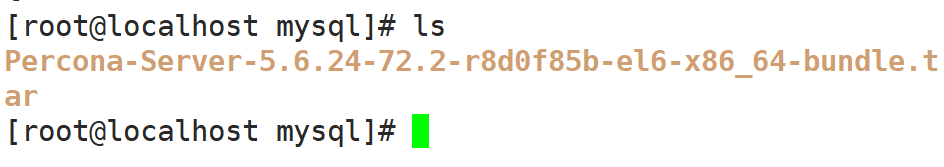 [root@localhost mysql]# ls
Percona-Server-5.6.24-72.2-r8d0f85b-el6-x86_64-bundle.t
ar
[root@localhost mysql]#